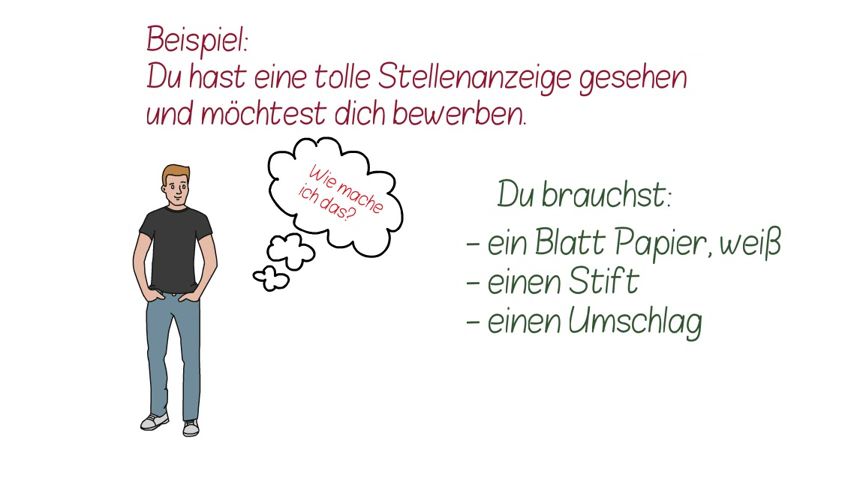 Beispiel:
Du hast eine tolle Stellenanzeige gesehen
und möchtest dich bewerben.
Wie mache
ich das?
Du brauchst:
- ein Blatt Papier, weiß
- einen Stift
- einen Umschlag